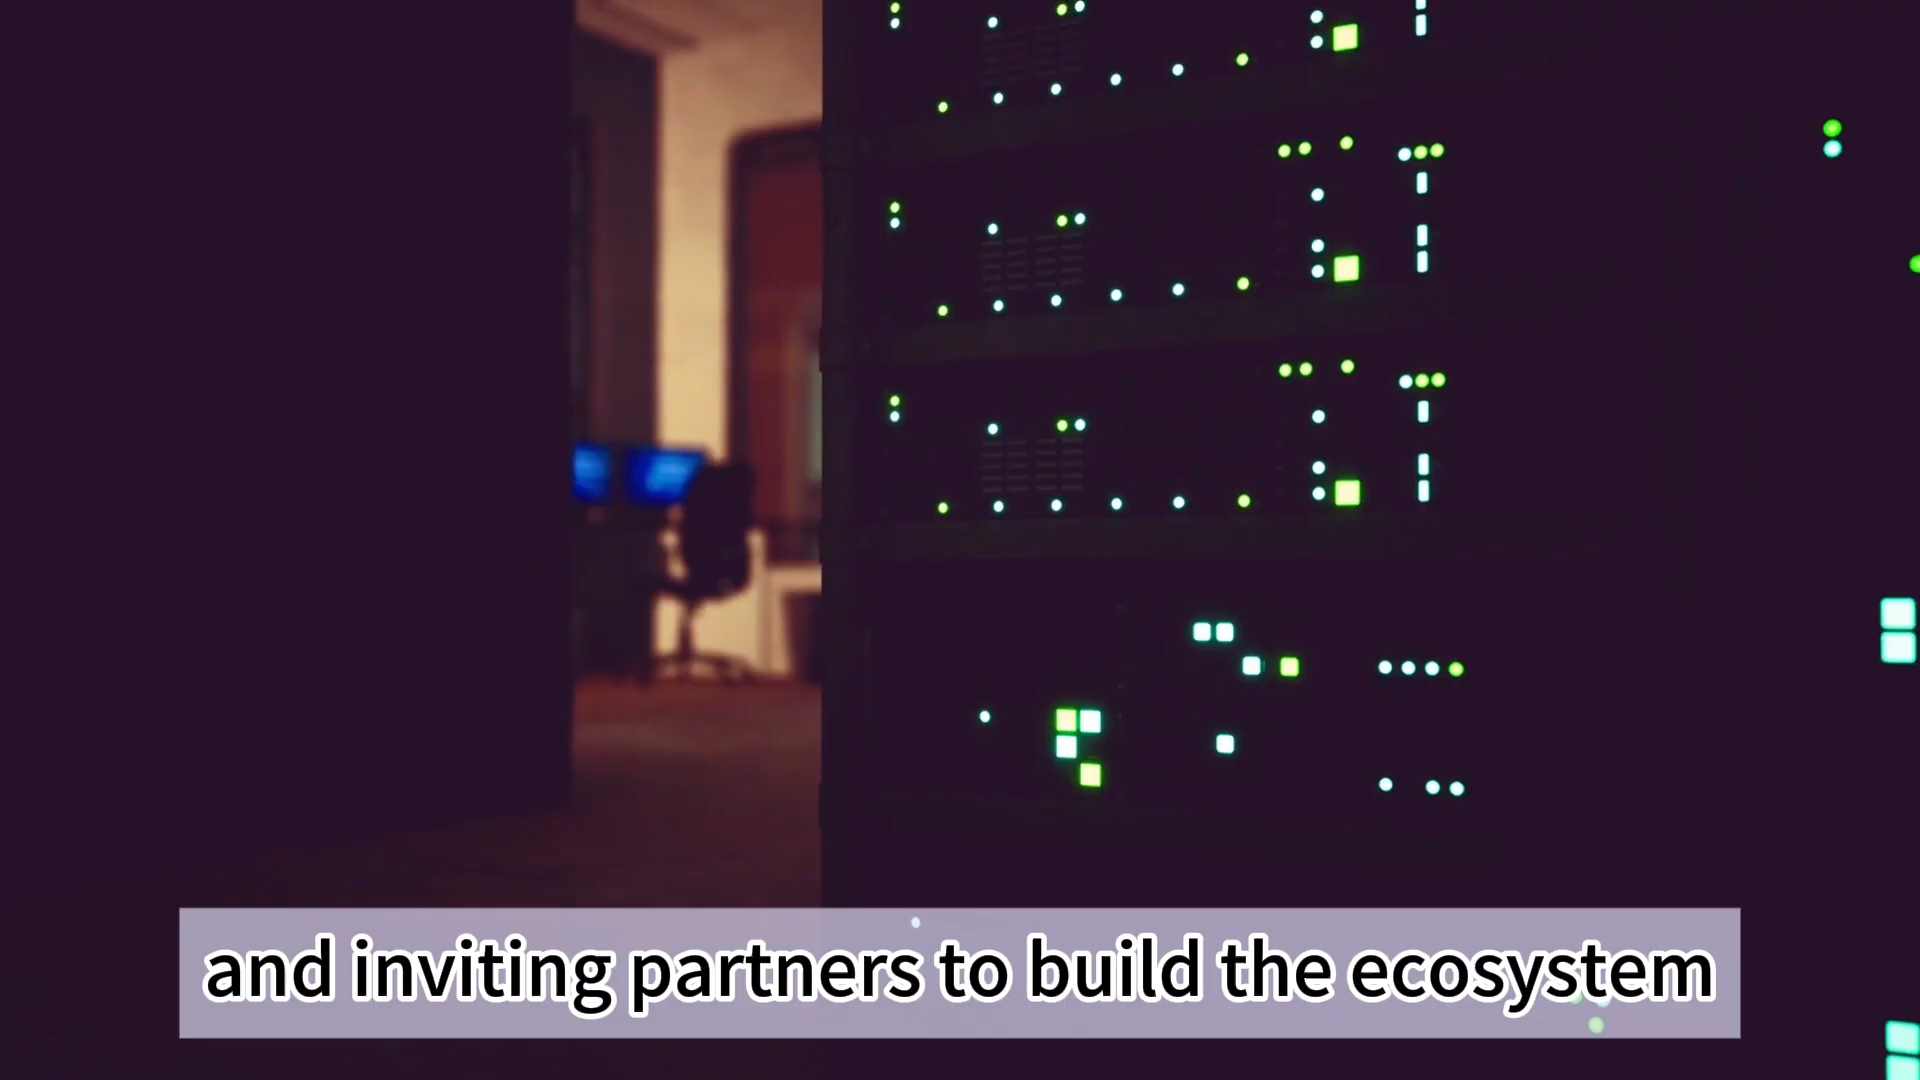 and inviting partners to build the ecosystem